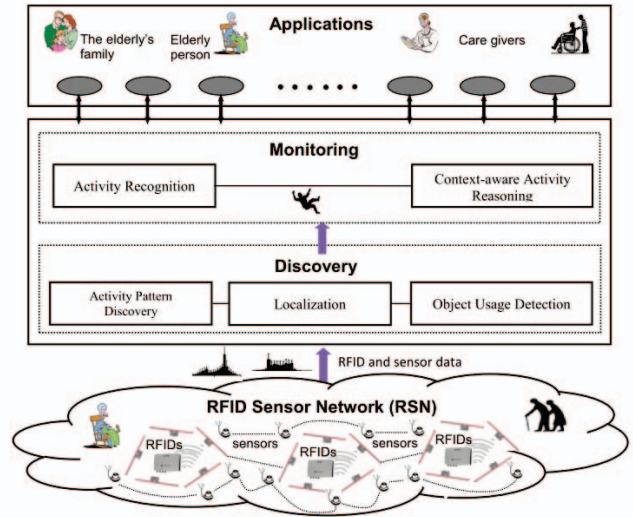 Applications
The elderly's
family
Elderly
person
Care givers
Monitoring
Activity Recognition
Context-aware Activity
Reasoning
Discovery
Activity Pattern
Discovery
Localization
Object Usage Detection
RFID and sensor data
RFID Sensor Network (RSN)
RFIDs
sensors
RFIDs
sensors
RFIDs